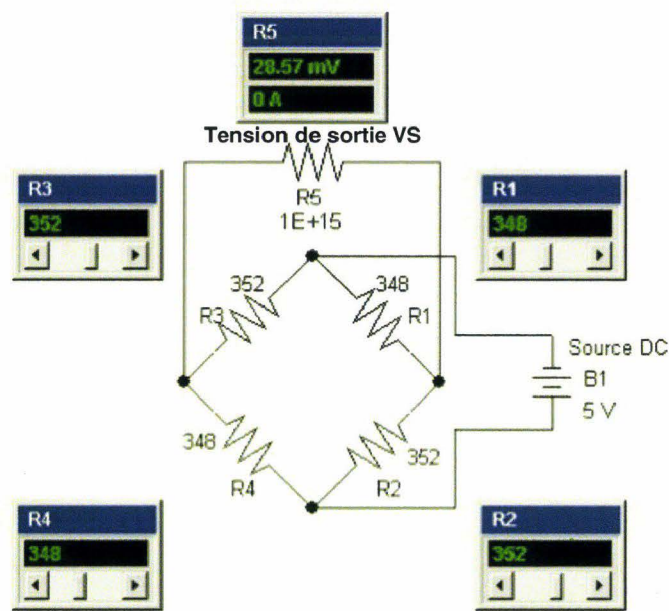 R5
28.57 mV
0 A
Tension de sortie VS
R3
352
R1
348
R5
1E+15
352
348
R3
R1
Source DC
B1
5 V
348
352
R4
R2
R4
348
R2
352